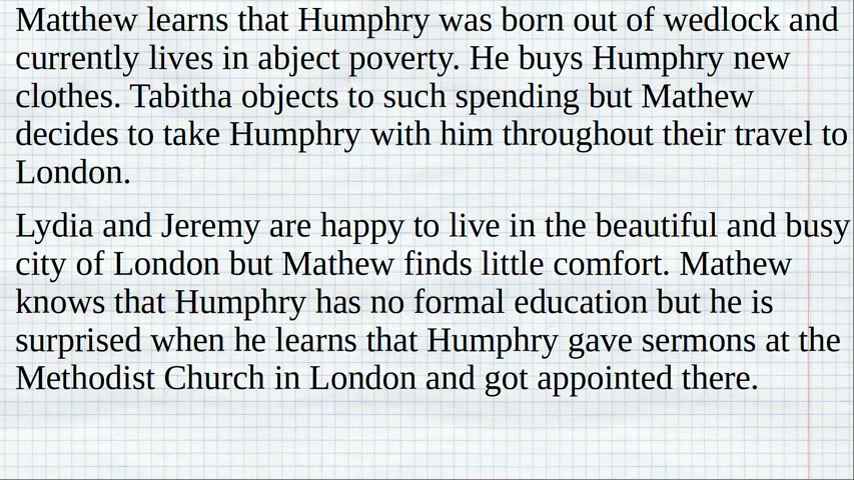 Matthew learns that Humphry was born out of wedlock and
currently lives in abject poverty. He buys Humphry new
clothes. Tabitha objects to such spending but Mathew
decides to take Humphry with him throughout their travel to
London.
Lydia and Jeremy are happy to live in the beautiful and busy
city of London but Mathew finds little comfort. Mathew
knows that Humphry has no formal education but he is
surprised when he learns that Humphry gave sermons at the
Methodist Church in London and got appointed there.